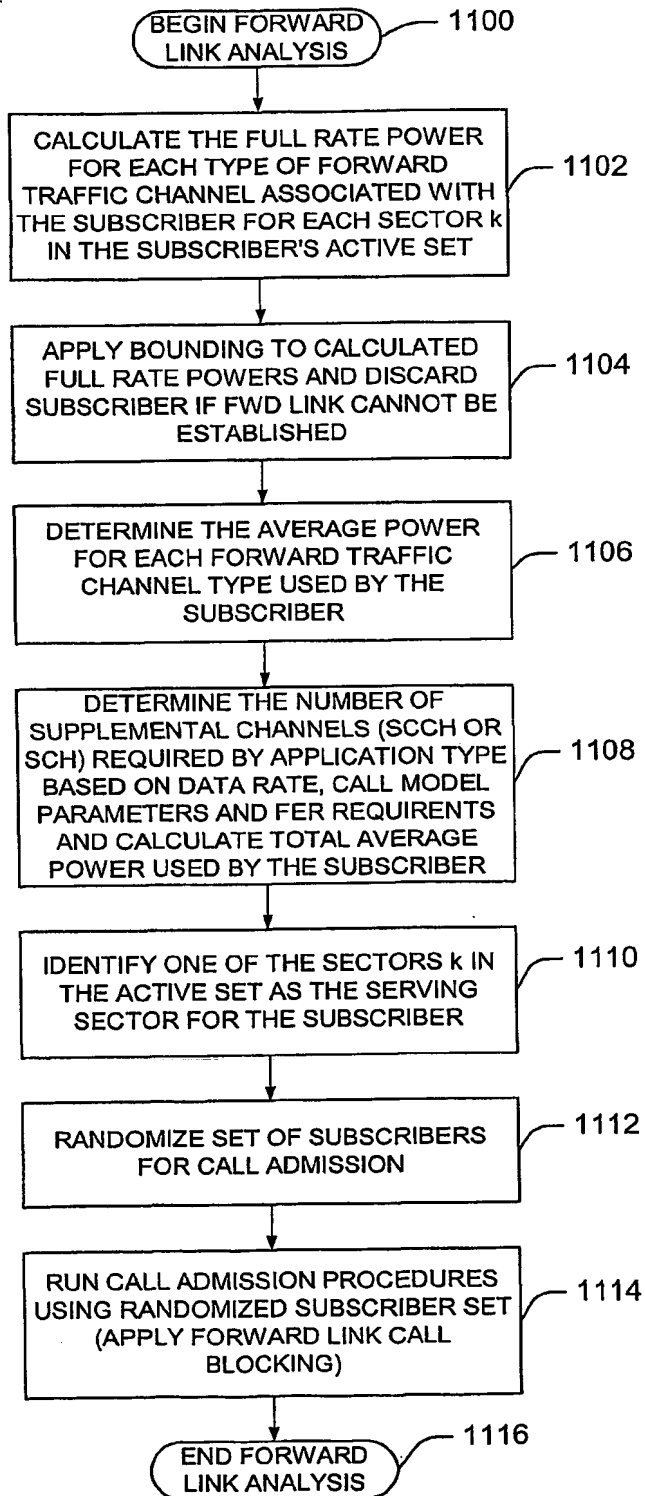 BEGIN FORWARD
LINK ANALYSIS
1100
CALCULATE THE FULL RATE POWER
FOR EACH TYPE OF FORWARD
TRAFFIC CHANNEL ASSOCIATED WITH
THE SUBSCRIBER FOR EACH SECTOR k
IN THE SUBSCRIBER'S ACTIVE SET
1102
APPLY BOUNDING TO CALCULATED
FULL RATE POWERS AND DISCARD
SUBSCRIBER IF FWD LINK CANNOT BE
ESTABLISHED
1104
DETERMINE THE AVERAGE POWER
FOR EACH FORWARD TRAFFIC
CHANNEL TYPE USED BY THE
SUBSCRIBER
1106
DETERMINE THE NUMBER OF
SUPPLEMENTAL CHANNELS (SCCH OR
SCH) REQUIRED BY APPLICATION TYPE
BASED ON DATA RATE, CALL MODEL
PARAMETERS AND FER REQUIRENTS
AND CALCULATE TOTAL AVERAGE
POWER USED BY THE SUBSCRIBER
1108
IDENTIFY ONE OF THE SECTORS k IN
THE ACTIVE SET AS THE SERVING
SECTOR FOR THE SUBSCRIBER
1110
RANDOMIZE SET OF SUBSCRIBERS
FOR CALL ADMISSION
1112
RUN CALL ADMISSION PROCEDURES
USING RANDOMIZED SUBSCRIBER SET
(APPLY FORWARD LINK CALL
BLOCKING)
1114
END FORWARD
LINK ANALYSIS
1116